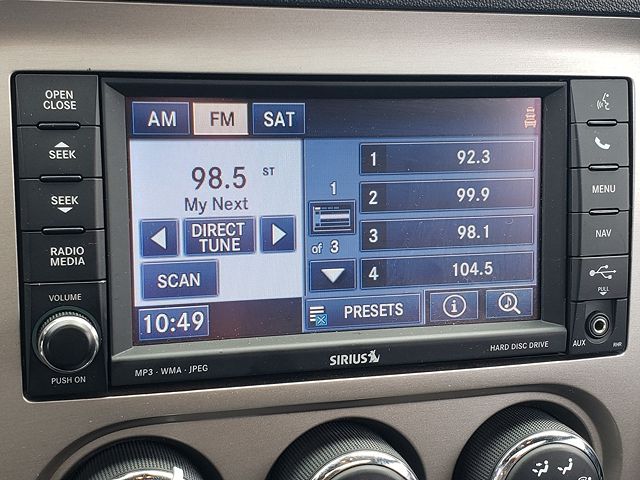 OPEN
CLOSE
SEEK
SEEK
RADIO
MEDIA
VOLUME
PUSH ON
AM FM SAT
98.5 ST
My Next
DIRECT
TUNE
SCAN
10:49
1
of 3
1 92.3
2 99.9
3 98.1
4 104.5
PRESETS
i
MENU
NAV
PULL
AUX RHR
MP3 · WMA · JPEG
SIRIUS
HARD DISC DRIVE